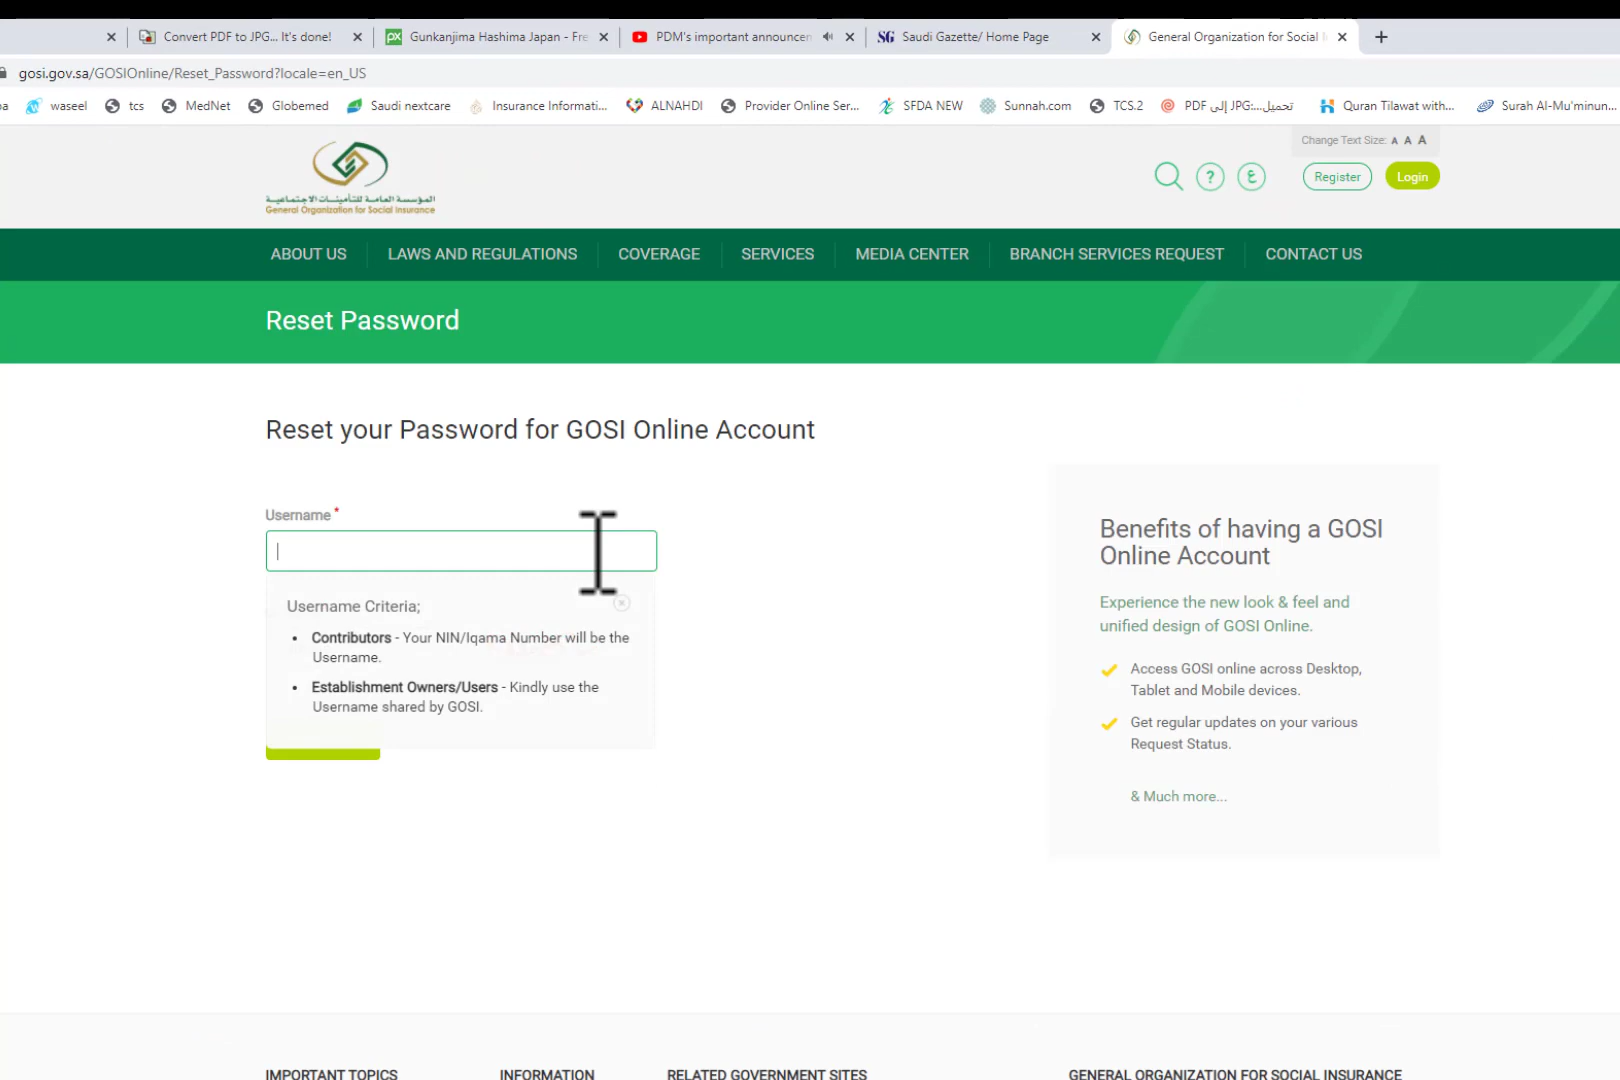 Convert PDF to JPG... It's done!
Gunkanjima Hashima Japan - Fre
PDM's important announcen
SG Saudi Gazette/ Home Page
General Organization for Social I
gosi.gov.sa/GOSIOnline/Reset_Password?locale=en_US
waseel
tcs
MedNet
Globemed
Saudi nextcare
Insurance Informati...
ALNAHDI
Provider Online Ser...
SFDA NEW
Sunnah.com
TCS.2
تحميل...:JPG إلى PDF
Quran Tilawat with...
Surah Al-Mu'minun...
Change Text Size: A A A
المؤسسة العامة للتأمينات الاجتماعية
General Organization for Social Insurance
?
ع
Register
Login
ABOUT US
LAWS AND REGULATIONS
COVERAGE
SERVICES
MEDIA CENTER
BRANCH SERVICES REQUEST
CONTACT US
Reset Password
Reset your Password for GOSI Online Account
Username *
Username Criteria;
• Contributors - Your NIN/Iqama Number will be the
Username.
• Establishment Owners/Users - Kindly use the
Username shared by GOSI.
Benefits of having a GOSI
Online Account
Experience the new look & feel and
unified design of GOSI Online.
Access GOSI online across Desktop,
Tablet and Mobile devices.
Get regular updates on your various
Request Status.
& Much more...
IMPORTANT TOPICS
INFORMATION
RELATED GOVERNMENT SITES
GENERAL ORGANIZATION FOR SOCIAL INSURANCE